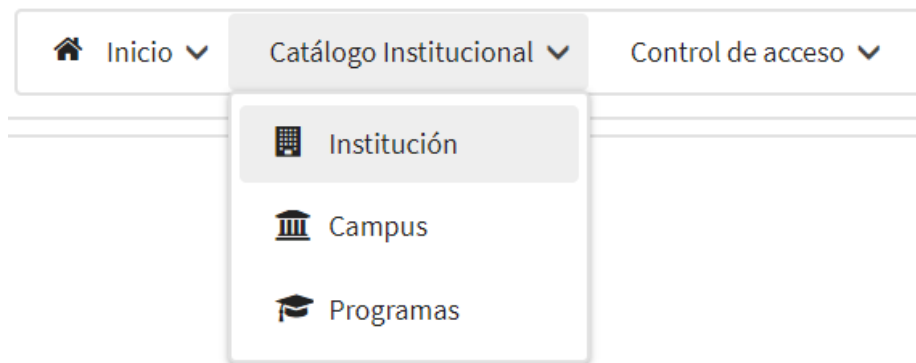 Inicio Catálogo Institucional Control de acceso
Institución
Campus
Programas